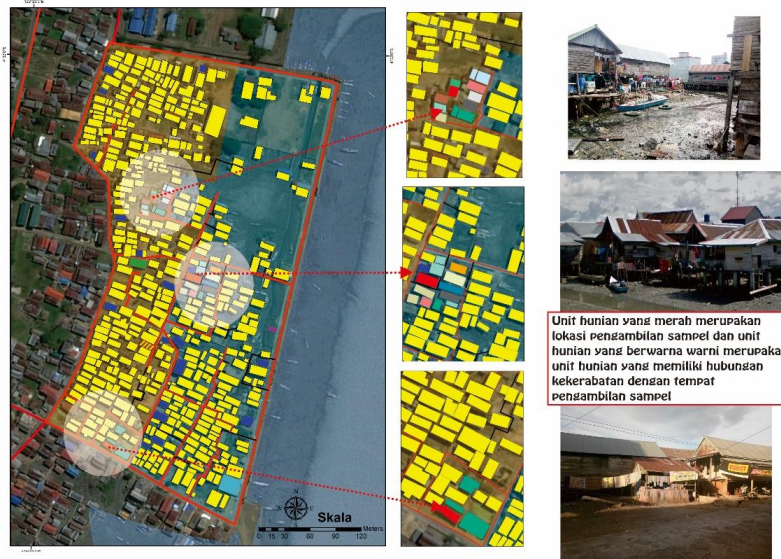 Unit hunian yang merah merupakan
lokasi pengambilan sampel dan unit
hunian yang berwarna warni merupaka
unit hunian yang memiliki hubungan
kekerabatan dengan tempat
pengambilan sampel
N
Skala
Meters
0 15 30 60 90 120